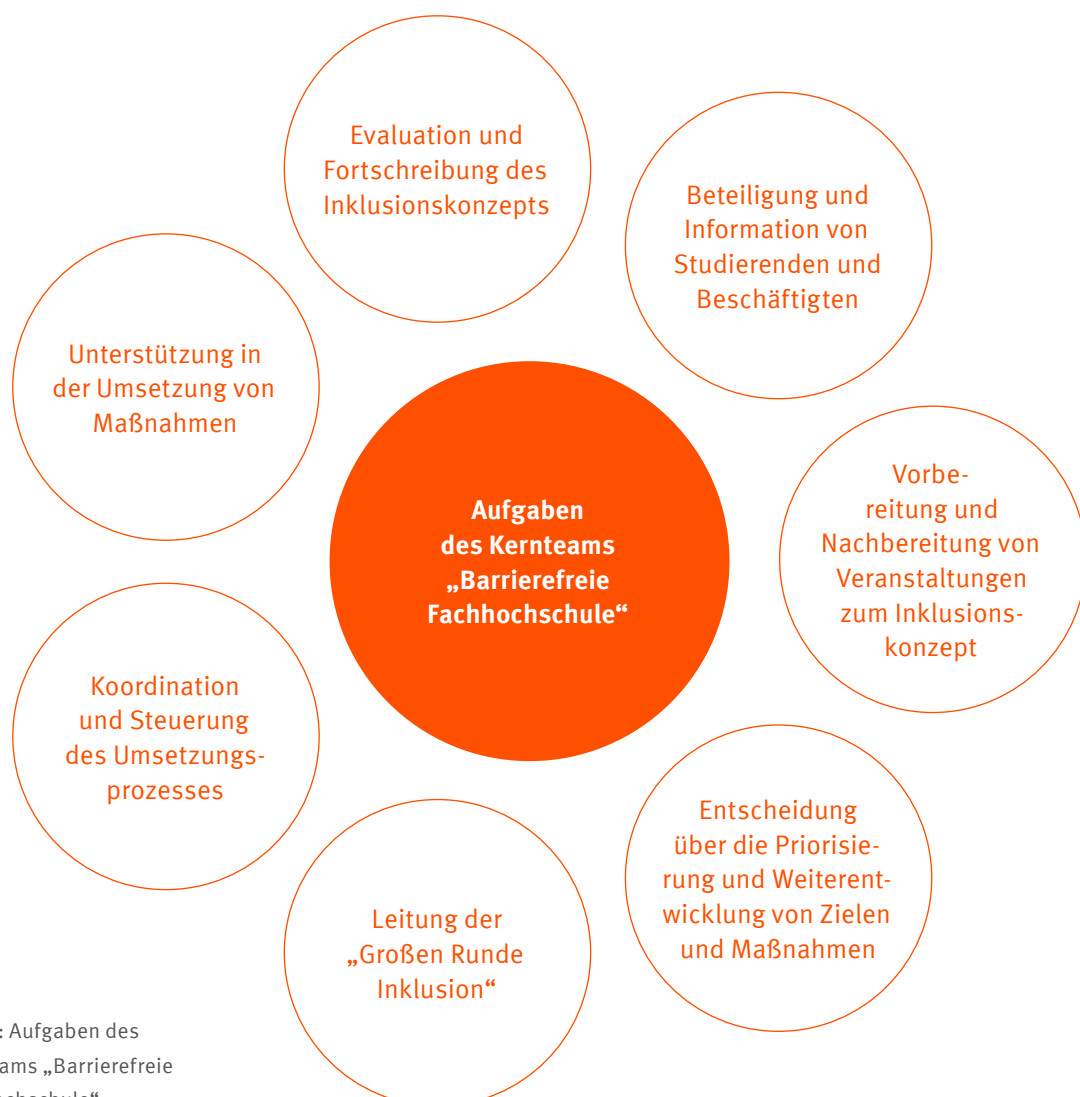 Evaluation und
Fortschreibung des
Inklusionskonzepts
Beteiligung und
Information von
Studierenden und
Beschäftigten
Unterstützung in
der Umsetzung von
Maßnahmen
Aufgaben
des Kernteams
„Barrierefreie
Fachhochschule“
Vorbe-
reitung und
Nachbereitung von
Veranstaltungen
zum Inklusions-
konzept
Koordination
und Steuerung
des Umsetzungs-
prozesses
Entscheidung
über die Priorisie-
rung und Weiterent-
wicklung von Zielen
und Maßnahmen
Leitung der
„Großen Runde
Inklusion“
: Aufgaben des
eams „Barrierefreie